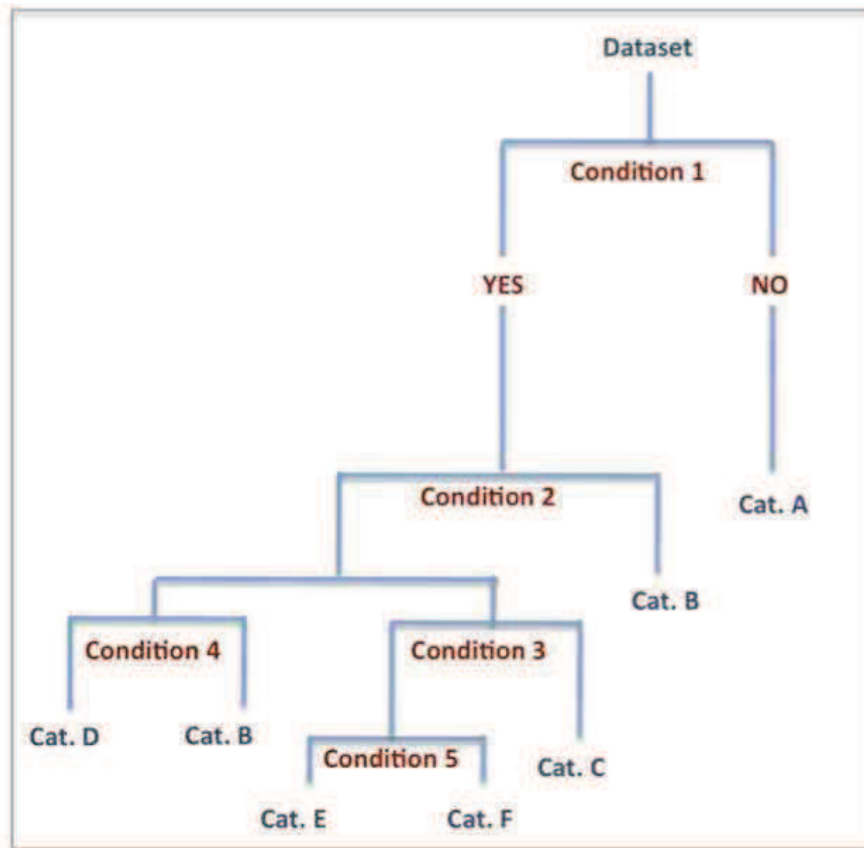 Dataset
Condition 1
YES NO
Condition 2
Cat. A
Cat. B
Condition 4 Condition 3
Cat. D Cat. B
Condition 5
Cat. C
Cat. E Cat. F